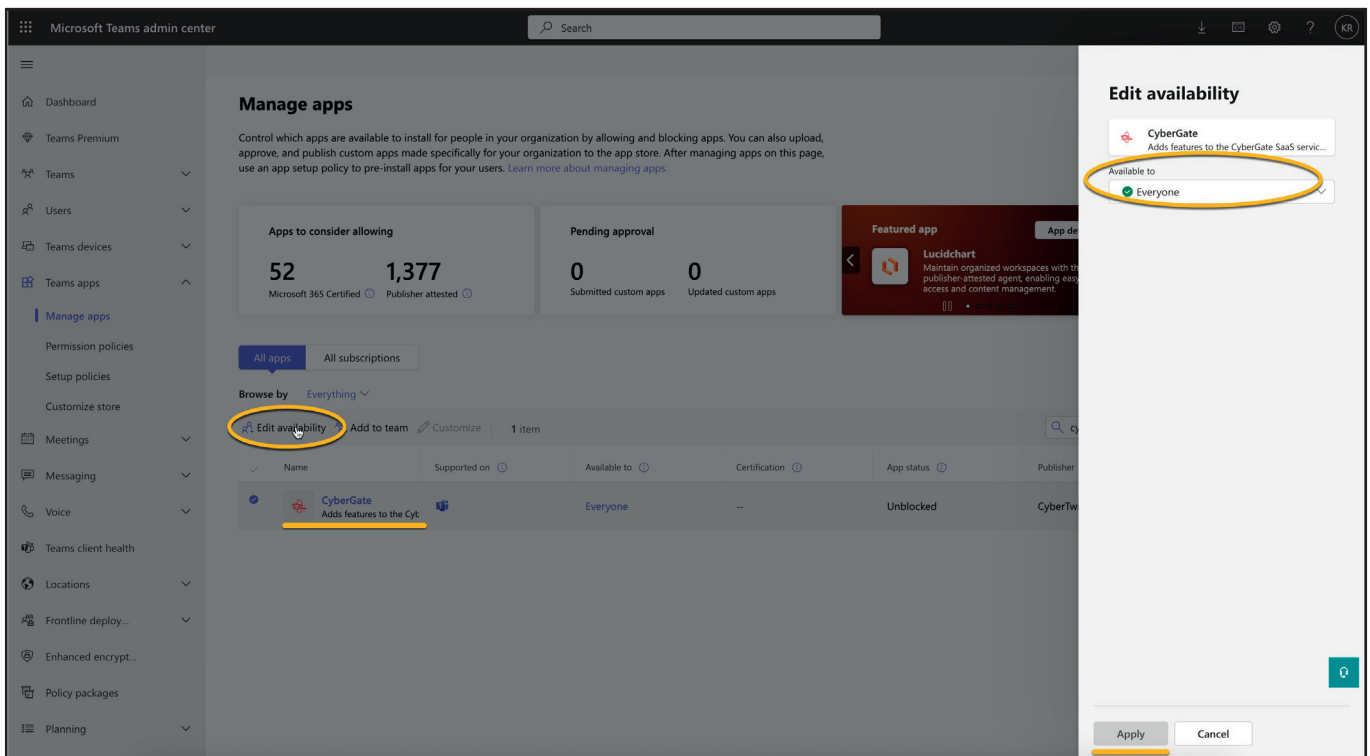 Microsoft Teams admin center
Search
KR
Dashboard
Teams Premium
Teams
Users
Teams devices
Teams apps
Manage apps
Permission policies
Setup policies
Customize store
Meetings
Messaging
Voice
Teams client health
Locations
Frontline deploy...
Enhanced encrypt...
Policy packages
Planning
Manage apps
Control which apps are available to install for people in your organization by allowing and blocking apps. You can also upload,
approve, and publish custom apps made specifically for your organization to the app store. After managing apps on this page,
use an app setup policy to pre-install apps for your users. Learn more about managing apps.
Apps to consider allowing
52 1,377
Microsoft 365 Certified Publisher attested
Pending approval
0 0
Submitted custom apps Updated custom apps
Featured app App de
Lucidchart
Maintain organized workspaces with th
publisher-attested agent, enabling easy
access and content management.
All apps All subscriptions
Browse by Everything
Edit availability Add to team Customize 1 item cy
Name Supported on Available to Certification App status Publisher
CyberGate Everyone -- Unblocked CyberTw
Adds features to the Cyb
Edit availability
CyberGate
Adds features to the CyberGate SaaS servic...
Available to
Everyone
Apply Cancel